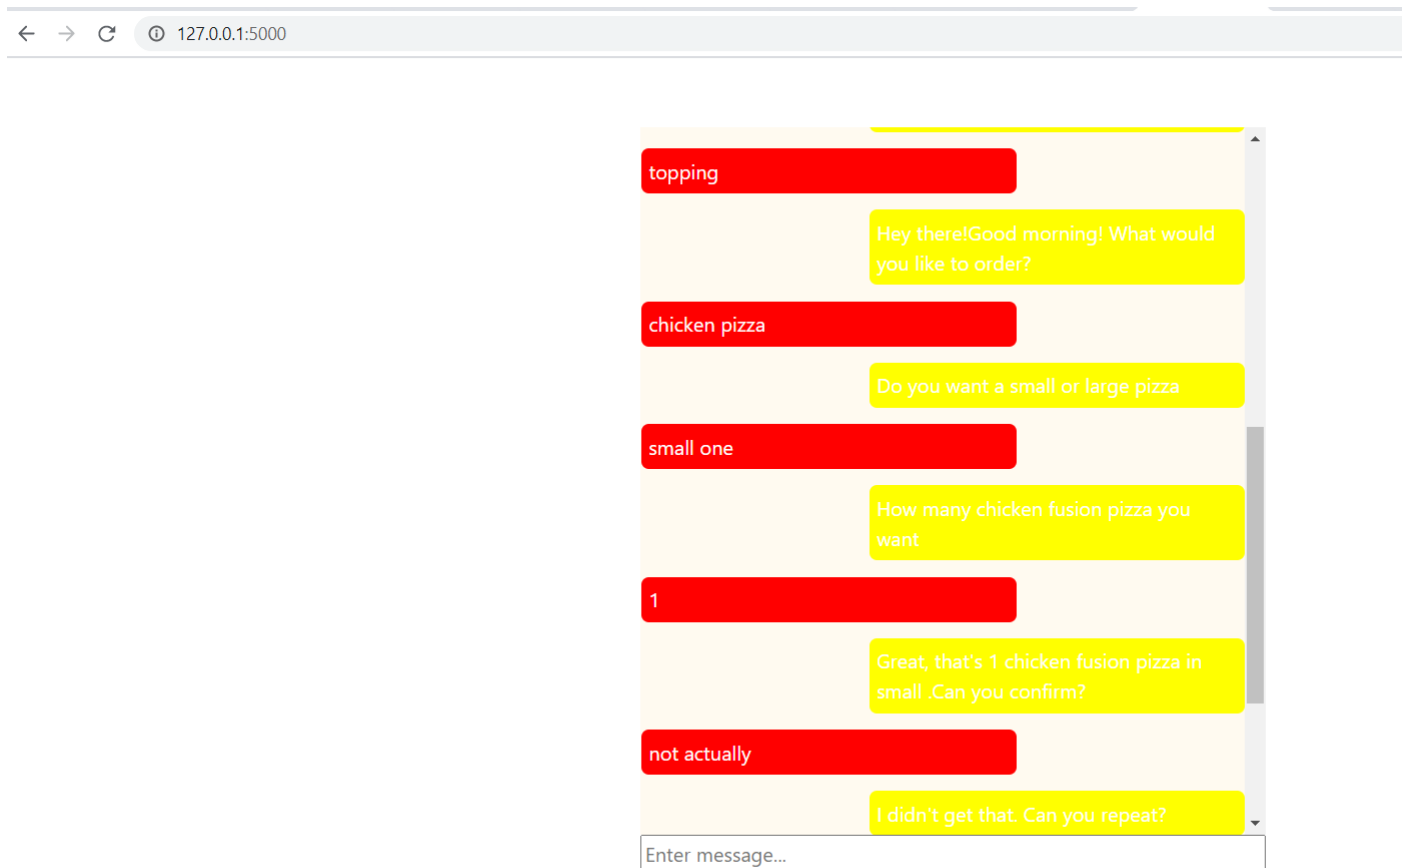 127.0.0.1:5000
topping
Hey there!Good morning! What would
you like to order?
chicken pizza
Do you want a small or large pizza
small one
How many chicken fusion pizza you
want
1
Great, that's 1 chicken fusion pizza in
small .Can you confirm?
not actually
I didn't get that. Can you repeat?
Enter message...